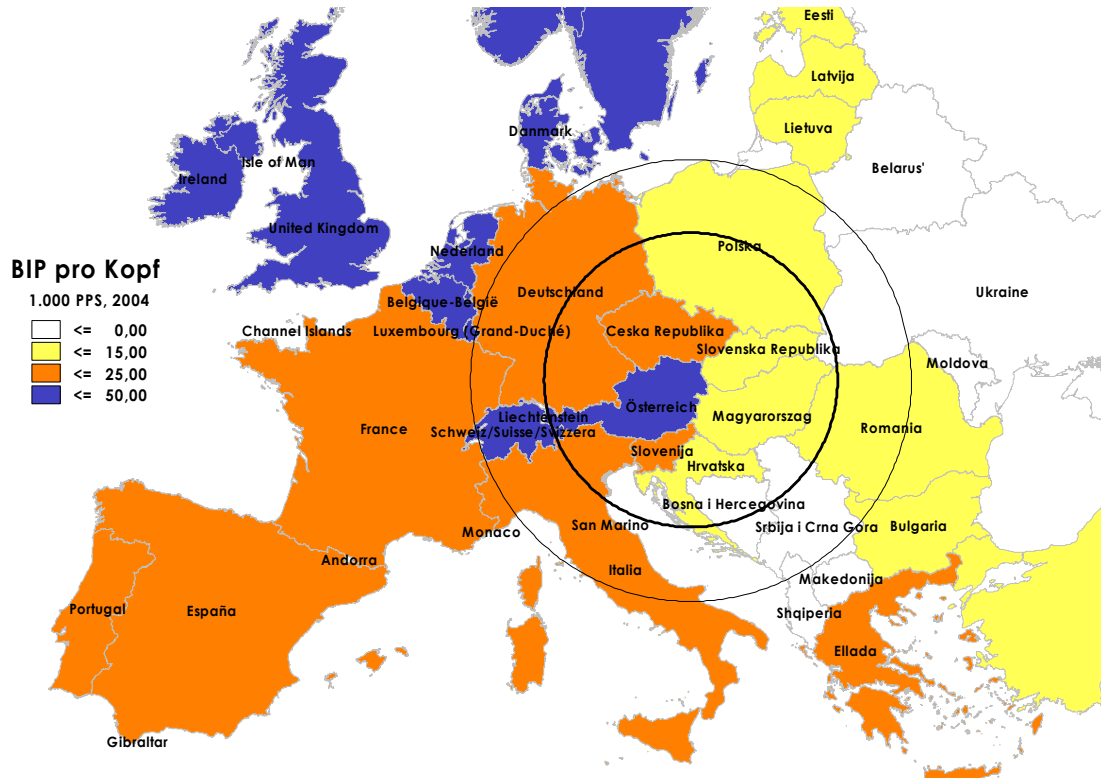 Eesti
Latvija
Lietuva
Danmark
Isle of Man
Ireland
Belarus'
United Kingdom
Nederland
Polska
BIP pro Kopf
1.000 PPS, 2004
<= 0,00
<= 15,00
<= 25,00
<= 50,00
Deutschland
Ukraine
Belgique-België
Channel Islands
Luxembourg (Grand-Duché)
Ceska Republika
Slovenska Republika
Moldova
Österreich
Liechtenstein
Magyarorszag
France
Schweiz/Suisse/Svizzera
Romania
Slovenija
Hrvatska
Bosna i Hercegovina
San Marino
Srbija i Crna Gora
Bulgaria
Monaco
Andorra
Italia
Makedonija
Portugal
España
Shqiperia
Ellada
Gibraltar